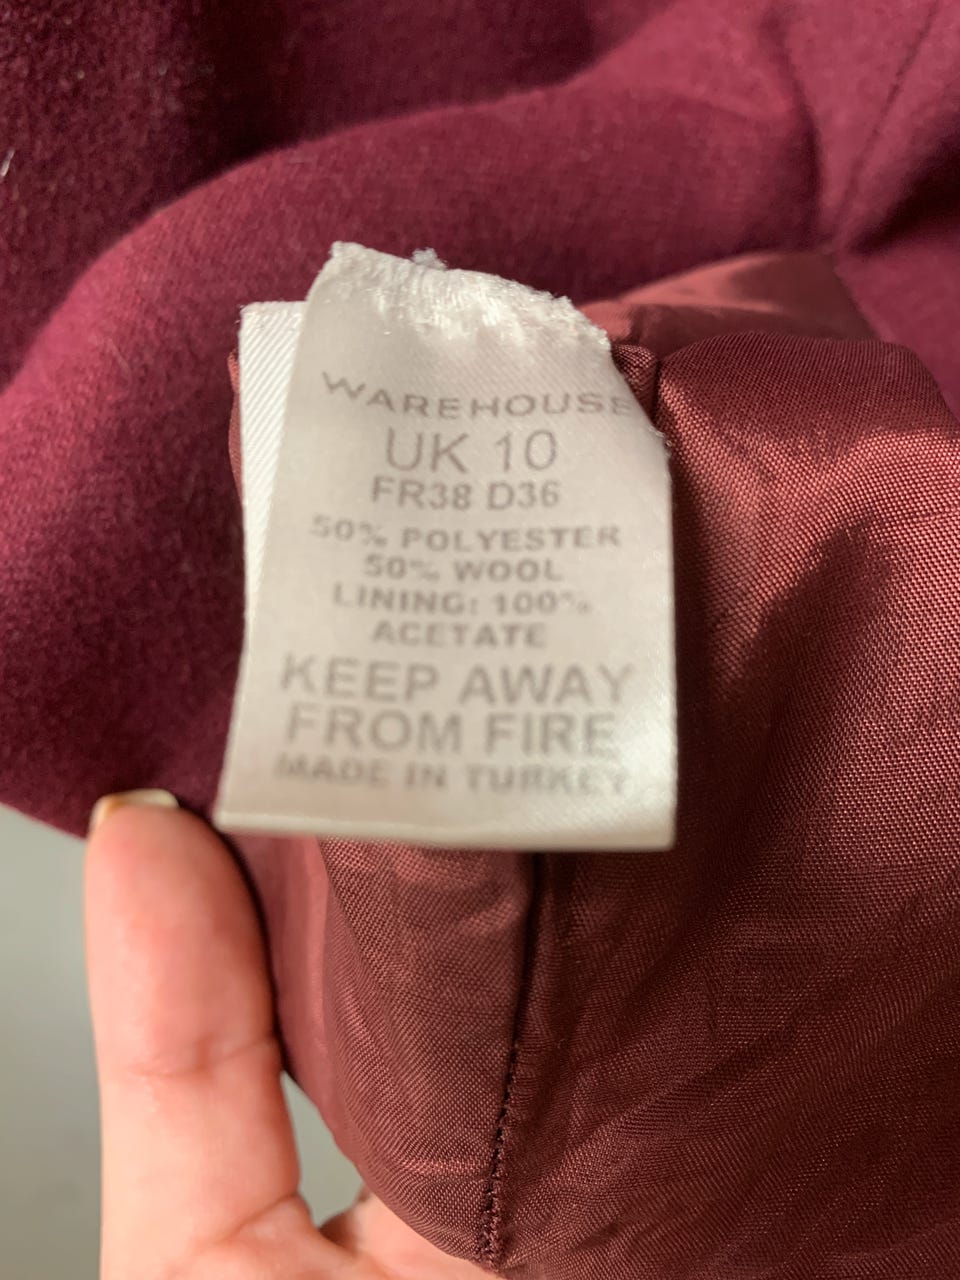 WAREHOUSE
UK 10
FR38 D36
50% POLYESTER
50% WOOL
LINING: 100%
ACETATE
KEEP AWAY
FROM FIRE
MADE IN TURKEY